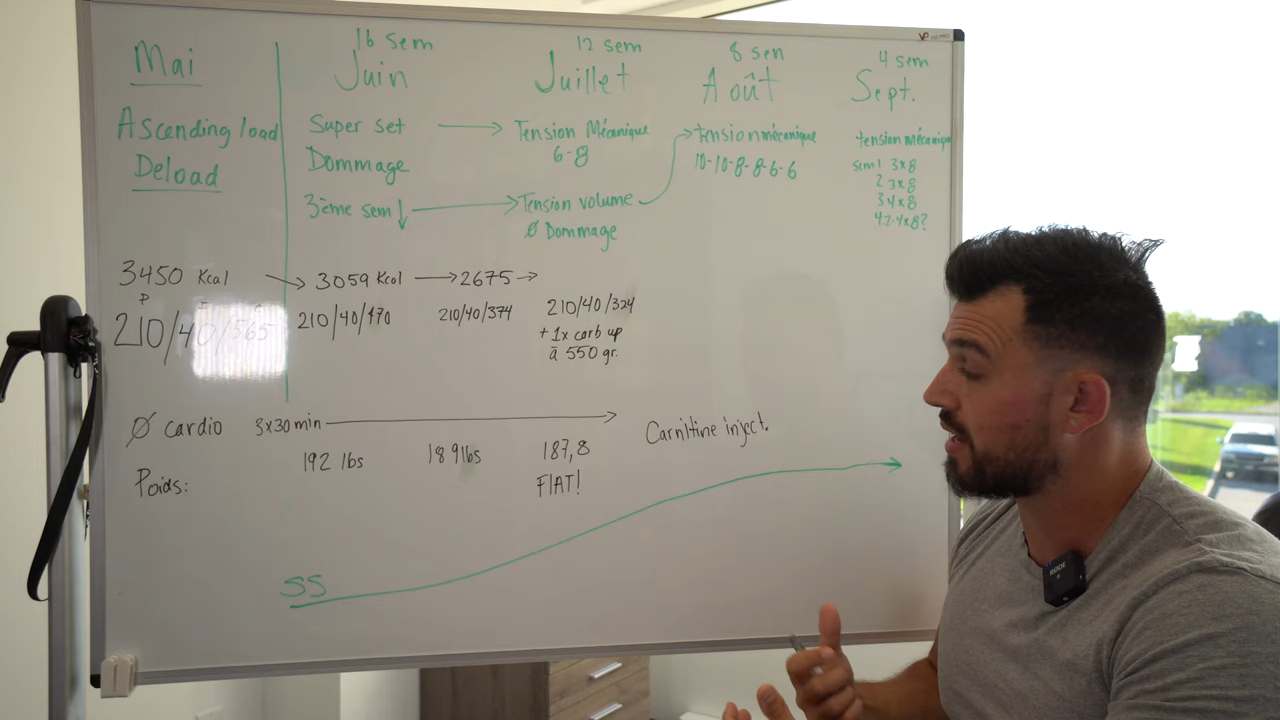 Mai
Ascending load
Deload
16 sem
Juin
Super set
Dommage
3ème sem ↓
12 sem
Juillet
Tension Mécanique
6-8
Tension volume
Ø Dommage
8 sem
Août
tension mécanique
10-10-8-8-6-6
4 sem
Sept.
tension mécanique
sem 1 3x8
2 3x8
3 4x8
3450 Kcal → 3059 Kcal → 2675 →
P
210/40/565
210/40/470
210/40/374
210/40/324
+ 1x carb up
à 550 gr.
Ø cardio 3x30 min
Carnitine inject.
Poids:
192 lbs
189 lbs
187,8
FLAT!
SS
RODE